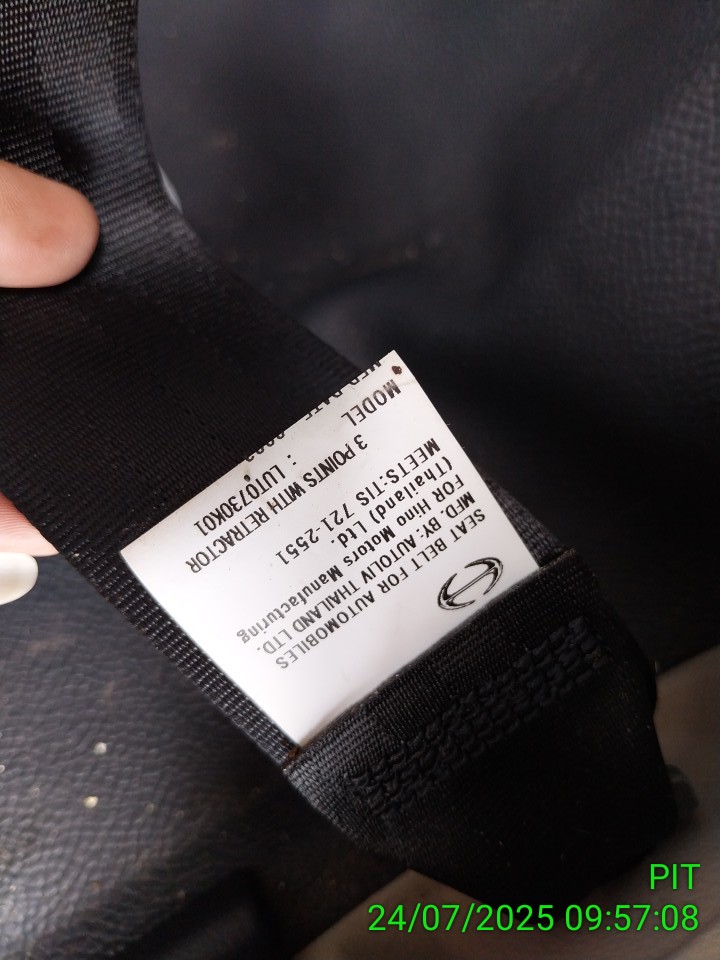 SEAT BELT FOR AUTOMOBILES
MFD. BY: AUTOLIV THAILAND LTD.
FOR Hino Motors Manufacturing
(Thailand) Ltd.
MEETS:TIS 721-2551
3 POINTS WITH RETRACTOR
MODEL : LUT0730K01
PIT
24/07/2025 09:57:08